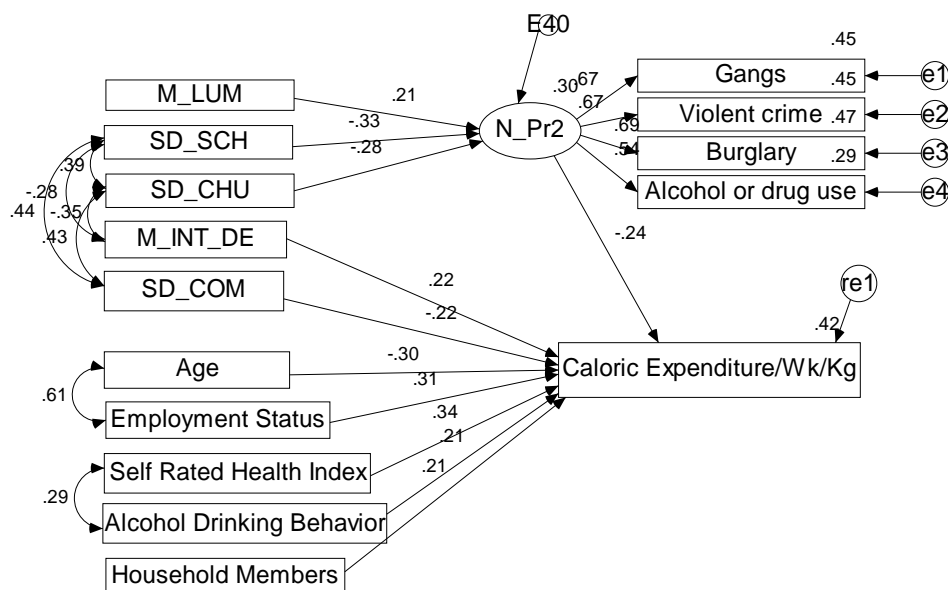 E40
.45
M_LUM
.21
.30
.67
Gangs
e1
.45
SD_SCH
-.33
N_Pr2
.67
Violent crime
e2
.47
.39
-.28
.69
Burglary
e3
.29
SD_CHU
.54
Alcohol or drug use
e4
-.28
.44
-.35
.43
M_INT_DE
-.24
SD_COM
.22
-.22
re1
.42
Age
-.30
Caloric Expenditure/Wk/Kg
.31
.61
Employment Status
.34
.21
Self Rated Health Index
.21
.29
Alcohol Drinking Behavior
Household Members